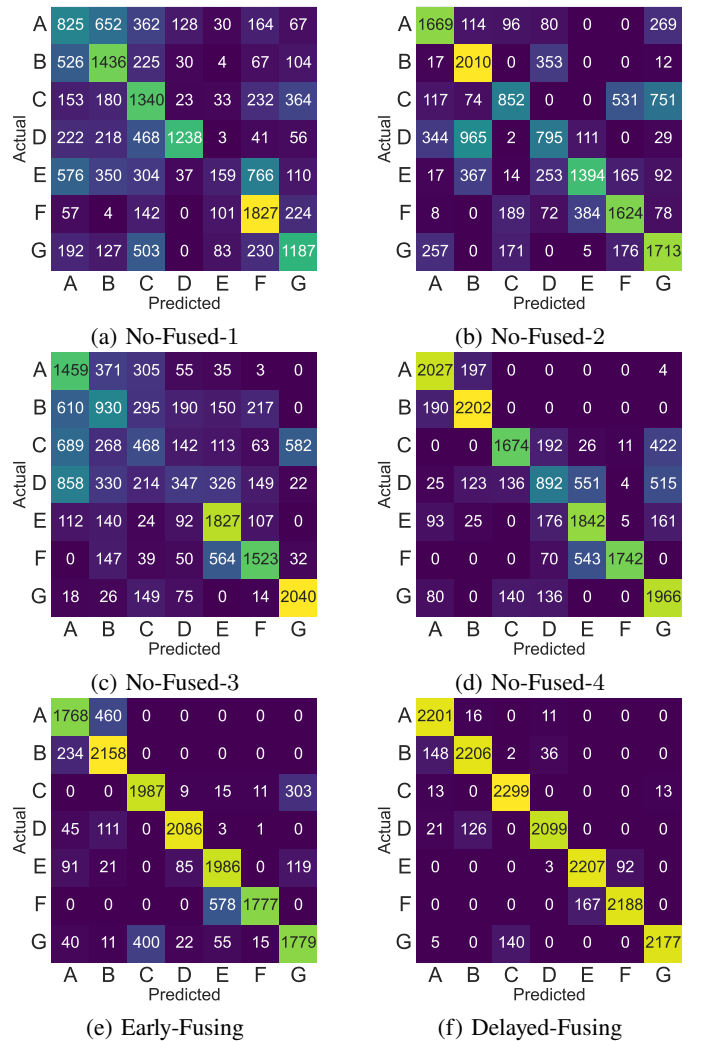 A 825 652 362 128 30 164 67
B 526 1436 225 30 4 67 104
C 153 180 1340 23 33 232 364
D 222 218 468 1238 3 41 56
E 576 350 304 37 159 766 110
F 57 4 142 0 101 1827 224
G 192 127 503 0 83 230 1187
Actual
A B C D E F G
Predicted
(a) No-Fused-1
A 1669 114 96 80 0 0 269
B 17 2010 0 353 0 0 12
C 117 74 852 0 0 531 751
D 344 965 2 795 111 0 29
E 17 367 14 253 1394 165 92
F 8 0 189 72 384 1624 78
G 257 0 171 0 5 176 1713
Actual
A B C D E F G
Predicted
(b) No-Fused-2
A 1459 371 305 55 35 3 0
B 610 930 295 190 150 217 0
C 689 268 468 142 113 63 582
D 858 330 214 347 326 149 22
E 112 140 24 92 1827 107 0
F 0 147 39 50 564 1523 32
G 18 26 149 75 0 14 2040
Actual
A B C D E F G
Predicted
(c) No-Fused-3
A 2027 197 0 0 0 0 4
B 190 2202 0 0 0 0 0
C 0 0 1674 192 26 11 422
D 25 123 136 892 551 4 515
E 93 25 0 176 1842 5 161
F 0 0 0 70 543 1742 0
G 80 0 140 136 0 0 1966
Actual
A B C D E F G
Predicted
(d) No-Fused-4
A 1768 460 0 0 0 0 0
B 234 2158 0 0 0 0 0
C 0 0 1987 9 15 11 303
D 45 111 0 2086 3 1 0
E 91 21 0 85 1986 0 119
F 0 0 0 0 578 1777 0
G 40 11 400 22 55 15 1779
Actual
A B C D E F G
Predicted
(e) Early-Fusing
A 2201 16 0 11 0 0 0
B 148 2206 2 36 0 0 0
C 13 0 2299 0 0 0 13
D 21 126 0 2099 0 0 0
E 0 0 0 3 2207 92 0
F 0 0 0 0 167 2188 0
G 5 0 140 0 0 0 2177
Actual
A B C D E F G
Predicted
(f) Delayed-Fusing